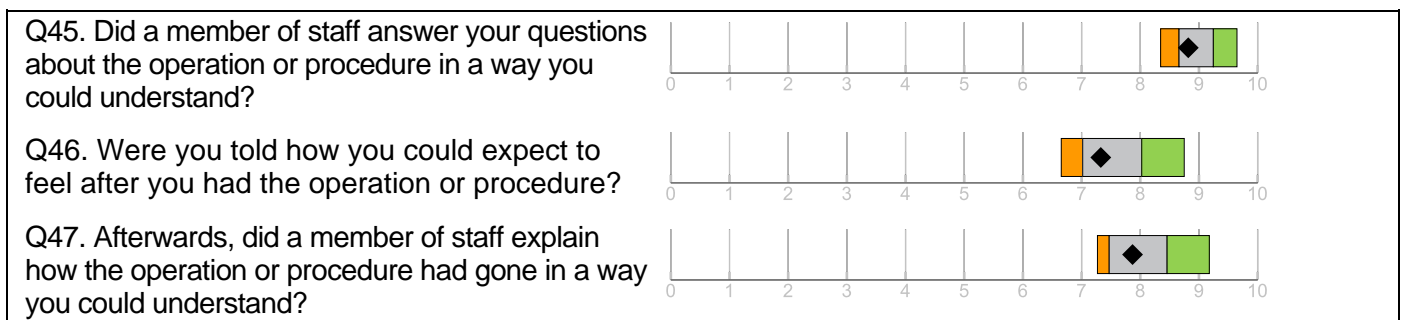 Q45. Did a member of staff answer your questions
about the operation or procedure in a way you
could understand?
0 1 2 3 4 5 6 7 8 9 10
Q46. Were you told how you could expect to
feel after you had the operation or procedure?
0 1 2 3 4 5 6 7 8 9 10
Q47. Afterwards, did a member of staff explain
how the operation or procedure had gone in a way
you could understand?
0 1 2 3 4 5 6 7 8 9 10